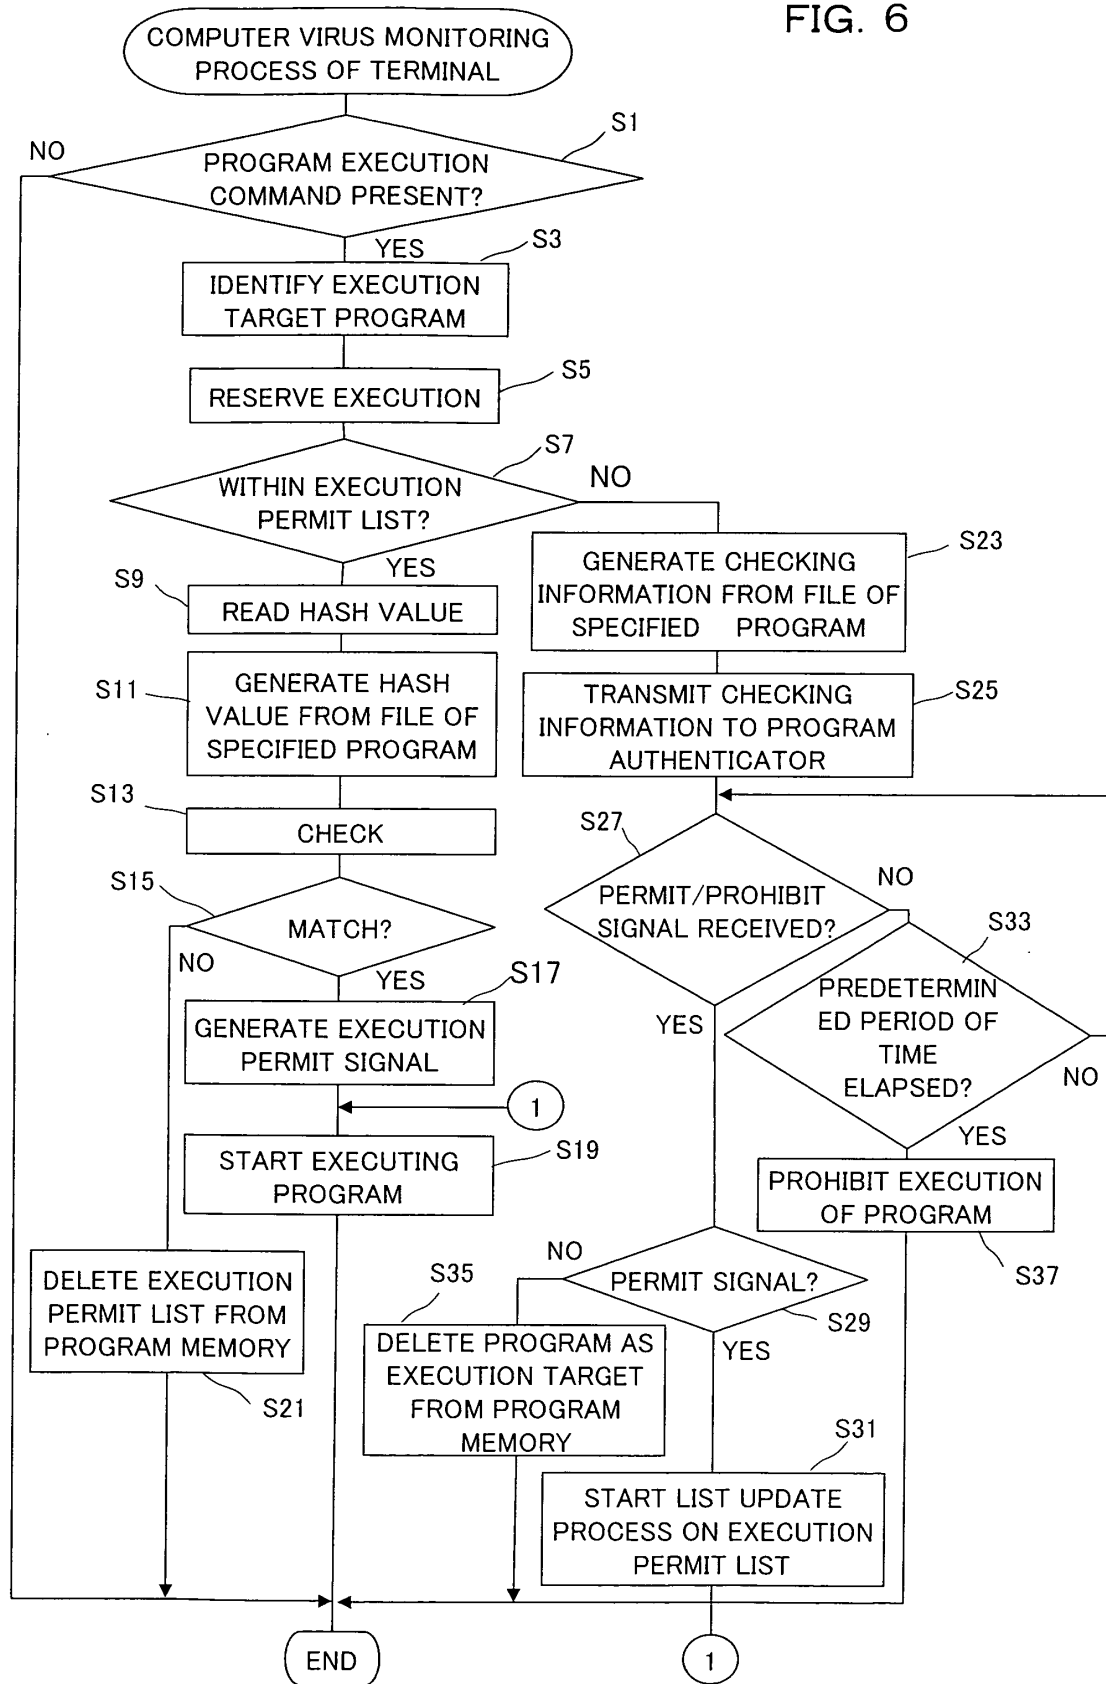 FIG. 6
COMPUTER VIRUS MONITORING
PROCESS OF TERMINAL
S1
NO
PROGRAM EXECUTION
COMMAND PRESENT?
YES
S3
IDENTIFY EXECUTION
TARGET PROGRAM
S5
RESERVE EXECUTION
S7
WITHIN EXECUTION
PERMIT LIST?
NO
YES
S9
READ HASH VALUE
S11
GENERATE HASH
VALUE FROM FILE OF
SPECIFIED PROGRAM
S13
CHECK
S15
MATCH?
NO
YES
S17
GENERATE EXECUTION
PERMIT SIGNAL
1
S19
START EXECUTING
PROGRAM
DELETE EXECUTION
PERMIT LIST FROM
PROGRAM MEMORY
S21
S23
GENERATE CHECKING
INFORMATION FROM FILE OF
SPECIFIED PROGRAM
S25
TRANSMIT CHECKING
INFORMATION TO PROGRAM
AUTHENTICATOR
S27
PERMIT/PROHIBIT
SIGNAL RECEIVED?
NO
YES
S33
PREDETERMIN
ED PERIOD OF
TIME
ELAPSED?
NO
YES
PROHIBIT EXECUTION
OF PROGRAM
S37
PERMIT SIGNAL?
NO
S29
YES
S35
DELETE PROGRAM AS
EXECUTION TARGET
FROM PROGRAM
MEMORY
S31
START LIST UPDATE
PROCESS ON EXECUTION
PERMIT LIST
END
1